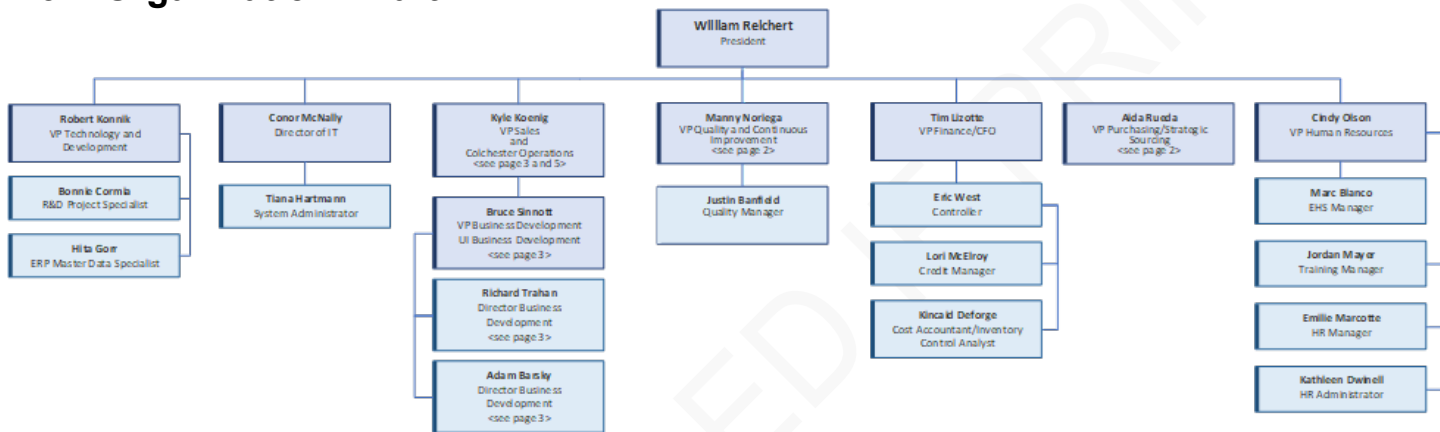 William Reichert
President
Robert Konnik
VP Technology and
Development
Bonnie Cormia
R&D Project Specialist
Hita Gorr
ERP Master Data Specialist
Conor McNally
Director of IT
Tiana Hartmann
System Administrator
Kyle Koenig
VP Sales
and
Colchester Operations
<see page 3 and 5>
Bruce Sinnott
VP Business Development
UI Business Development
<see page 3>
Richard Trahan
Director Business
Development
<see page 3>
Adam Barsky
Director Business
Development
<see page 3>
Manny Noriega
VP Quality and Continuous
Improvement
<see page 2>
Justin Banfield
Quality Manager
Tim Lizotte
VP Finance/CFO
Eric West
Controller
Lori McElroy
Credit Manager
Kincaid Deforge
Cost Accountant/Inventory
Control Analyst
Aida Rueda
VP Purchasing/Strategic
Sourcing
<see page 2>
Cindy Olson
VP Human Resources
Marc Blanco
EHS Manager
Jordan Mayer
Training Manager
Emilie Marcotte
HR Manager
Kathleen Dwinell
HR Administrator